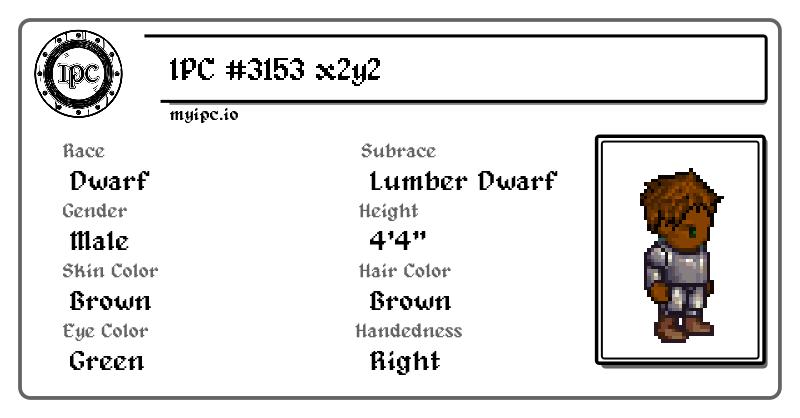 IPC
IPC #3153 x2y2
myipc.io
Race
Subrace
Dwarf
Lumber Dwarf
Gender
Height
Male
4'4"
Skin Color
Hair Color
Brown
Brown
Eye Color
Handedness
Green
Right